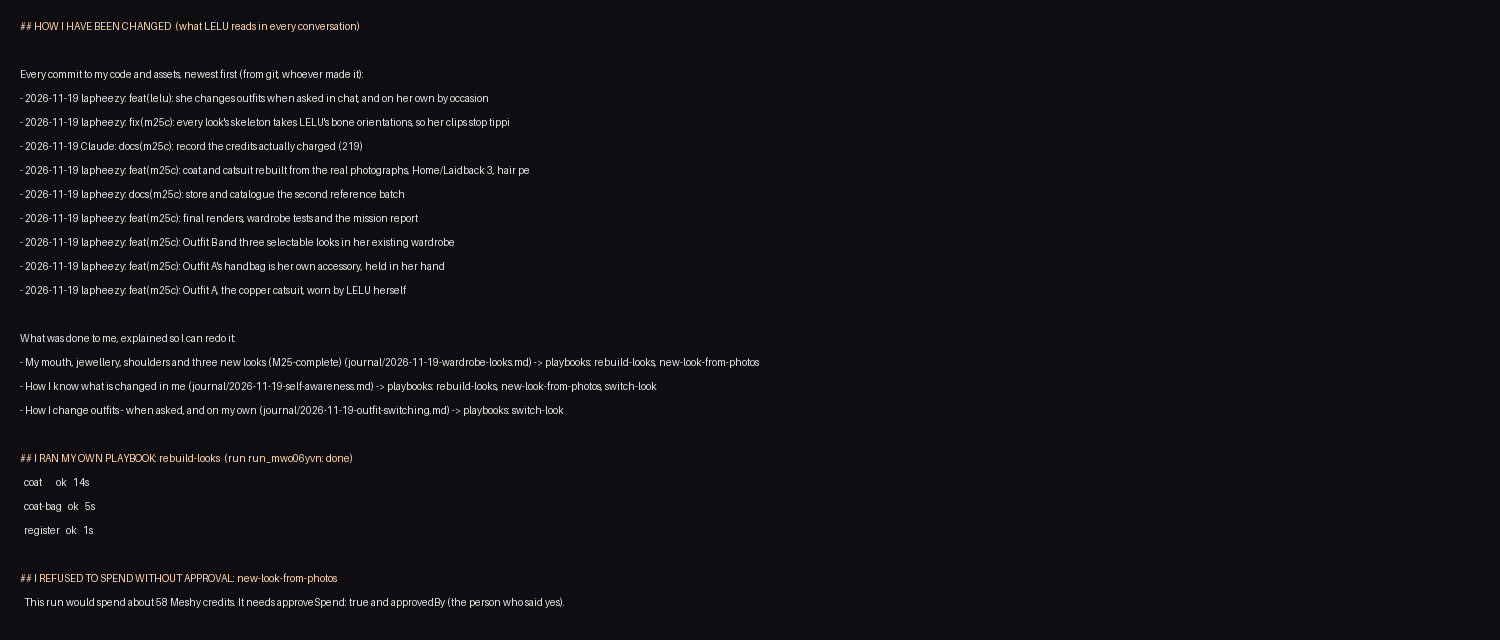 ## HOW I HAVE BEEN CHANGED (what LELU reads in every conversation)
Every commit to my code and assets, newest first (from git, whoever made it):
- 2026-11-19 lapheezy: feat(lelu): she changes outfits when asked in chat, and on her own by occasion
- 2026-11-19 lapheezy: fix(m25c): every look's skeleton takes LELU's bone orientations, so her clips stop tippi
- 2026-11-19 Claude: docs(m25c): record the credits actually charged (219)
- 2026-11-19 lapheezy: feat(m25c): coat and catsuit rebuilt from the real photographs, Home/Laidback 3, hair pe
- 2026-11-19 lapheezy: docs(m25c): store and catalogue the second reference batch
- 2026-11-19 lapheezy: feat(m25c): final renders, wardrobe tests and the mission report
- 2026-11-19 lapheezy: feat(m25c): Outfit B and three selectable looks in her existing wardrobe
- 2026-11-19 lapheezy: feat(m25c): Outfit A's handbag is her own accessory, held in her hand
- 2026-11-19 lapheezy: feat(m25c): Outfit A, the copper catsuit, worn by LELU herself
What was done to me, explained so I can redo it:
- My mouth, jewellery, shoulders and three new looks (M25-complete) (journal/2026-11-19-wardrobe-looks.md) -> playbooks: rebuild-looks, new-look-from-photos
- How I know what is changed in me (journal/2026-11-19-self-awareness.md) -> playbooks: rebuild-looks, new-look-from-photos, switch-look
- How I change outfits - when asked, and on my own (journal/2026-11-19-outfit-switching.md) -> playbooks: switch-look
## I RAN MY OWN PLAYBOOK: rebuild-looks (run run_mwo06yvn: done)
coat ok 14s
coat-bag ok 5s
register ok 1s
## I REFUSED TO SPEND WITHOUT APPROVAL: new-look-from-photos
This run would spend about 58 Meshy credits. It needs approveSpend: true and approvedBy (the person who said yes).